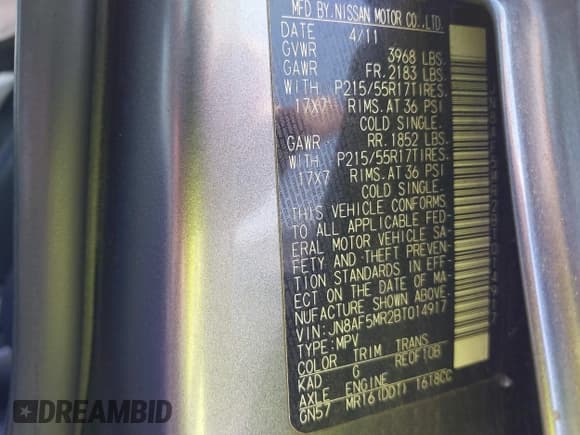 MFD BY NISSAN MOTOR CO.,LTD.
DATE 4/11
GVWR 3968 LBS.
GAWR FR. 2183 LBS.
WITH P215/55R17TIRES.
17X7 RIMS. AT 36 PSI
COLD SINGLE.
GAWR RR. 1852 LBS.
WITH P215/55R17TIRES.
17X7 RIMS. AT 36 PSI
COLD SINGLE.
THIS VEHICLE CONFORMS
TO ALL APPLICABLE FED-
ERAL MOTOR VEHICLE SA-
FETY AND THEFT PREVEN-
TION STANDARDS IN EFF-
ECT ON THE DATE OF MA-
NUFACTURE SHOWN ABOVE.
VIN:JN8AF5MR2BT014917
TYPE:MPV
COLOR TRIM TRANS
KAD G RE0F10B
AXLE ENGINE
GN57 MR16(DDT) 1618CC
JN8AF5MR2BT014917
DREAMBID